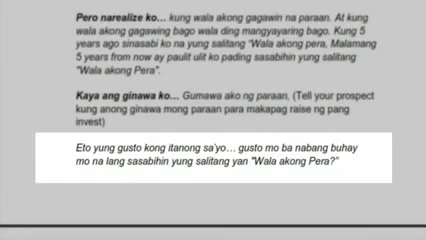 Pero narealize ko… kung wala akong gagawin na paraan. At kung
wala akong gagawing bago wala ding mangyayaring bago. Kung 5
years ago sinasabi ko na yung salitang “Wala akong pera, Malamang
5 years from now ay paulit ulit ko pading sasabihin yung salitang
"Wala akong Pera".
Kaya ang ginawa ko… Gumawa ako ng paraan, (Tell your prospect
kung anong ginawa mong paraan para makapag raise ng pang
invest)
Eto yung gusto kong itanong sa'yo… gusto mo ba nabang buhay
mo na lang sasabihin yung salitang yan "Wala akong Pera?"